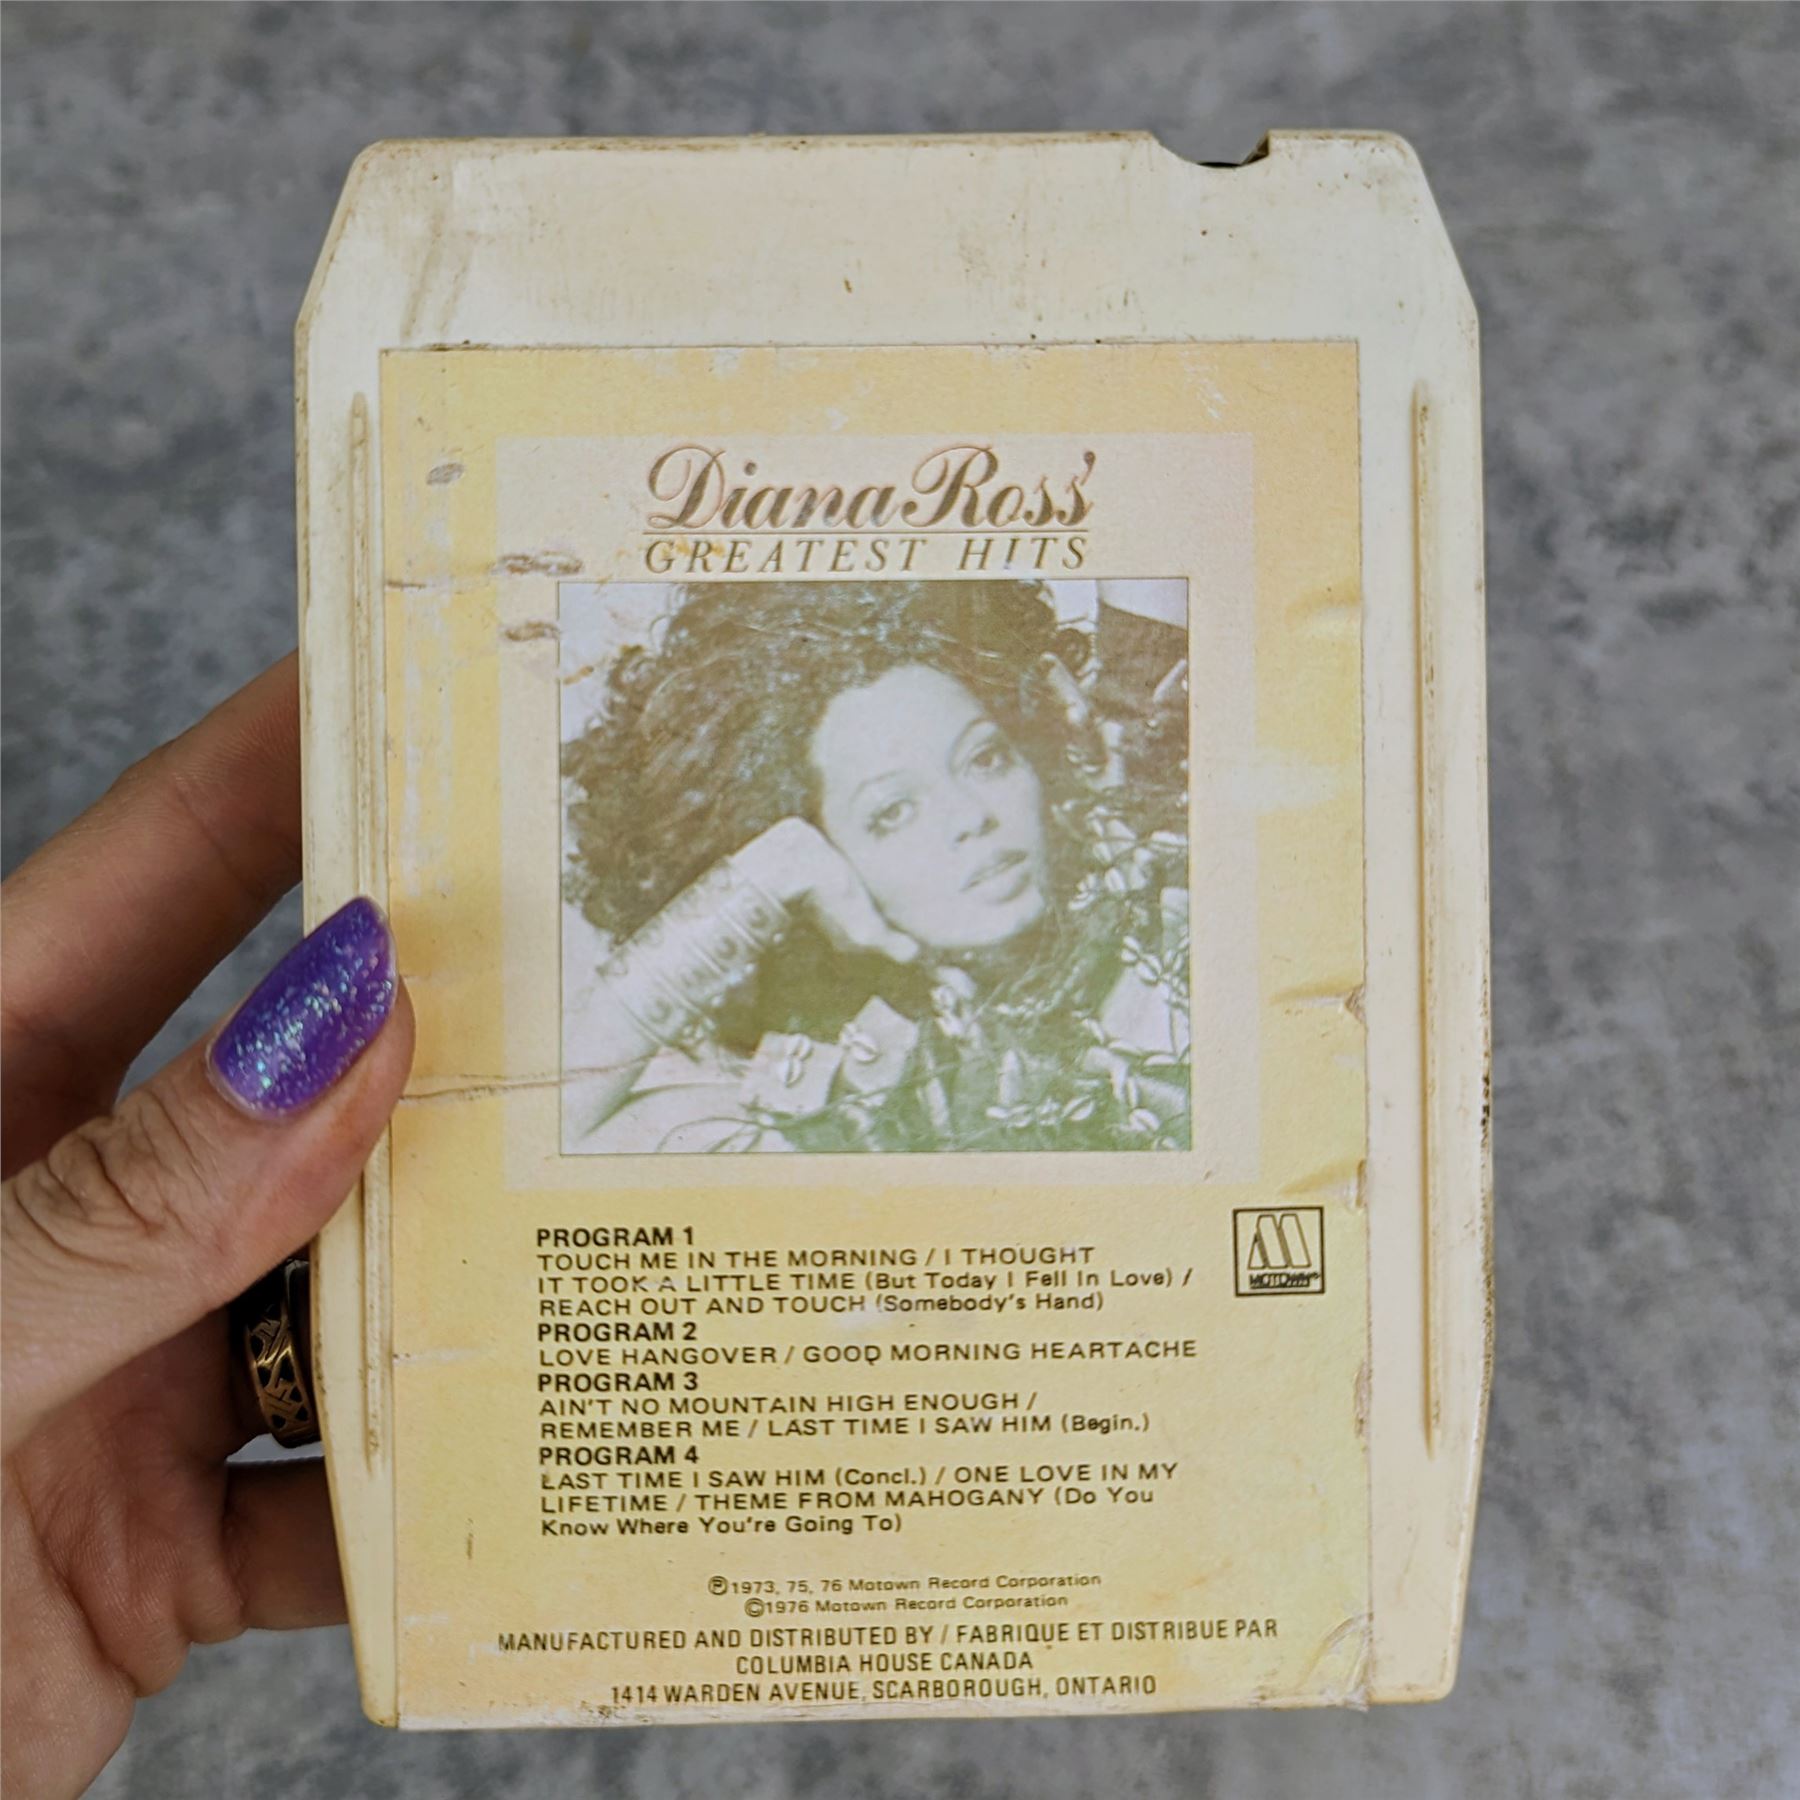 Diana Ross'
GREATEST HITS
PROGRAM 1
TOUCH ME IN THE MORNING / I THOUGHT
IT TOOK A LITTLE TIME (But Today I Fell In Love) /
REACH OUT AND TOUCH (Somebody's Hand)
PROGRAM 2
LOVE HANGOVER / GOOD MORNING HEARTACHE
PROGRAM 3
AIN'T NO MOUNTAIN HIGH ENOUGH /
REMEMBER ME / LAST TIME I SAW HIM (Begin.)
PROGRAM 4
LAST TIME I SAW HIM (Concl.) / ONE LOVE IN MY
LIFETIME / THEME FROM MAHOGANY (Do You
Know Where You're Going To)
MOTOWN®
℗1973, 75, 76 Motown Record Corporation
©1976 Motown Record Corporation
MANUFACTURED AND DISTRIBUTED BY / FABRIQUE ET DISTRIBUE PAR
COLUMBIA HOUSE CANADA
1414 WARDEN AVENUE, SCARBOROUGH, ONTARIO